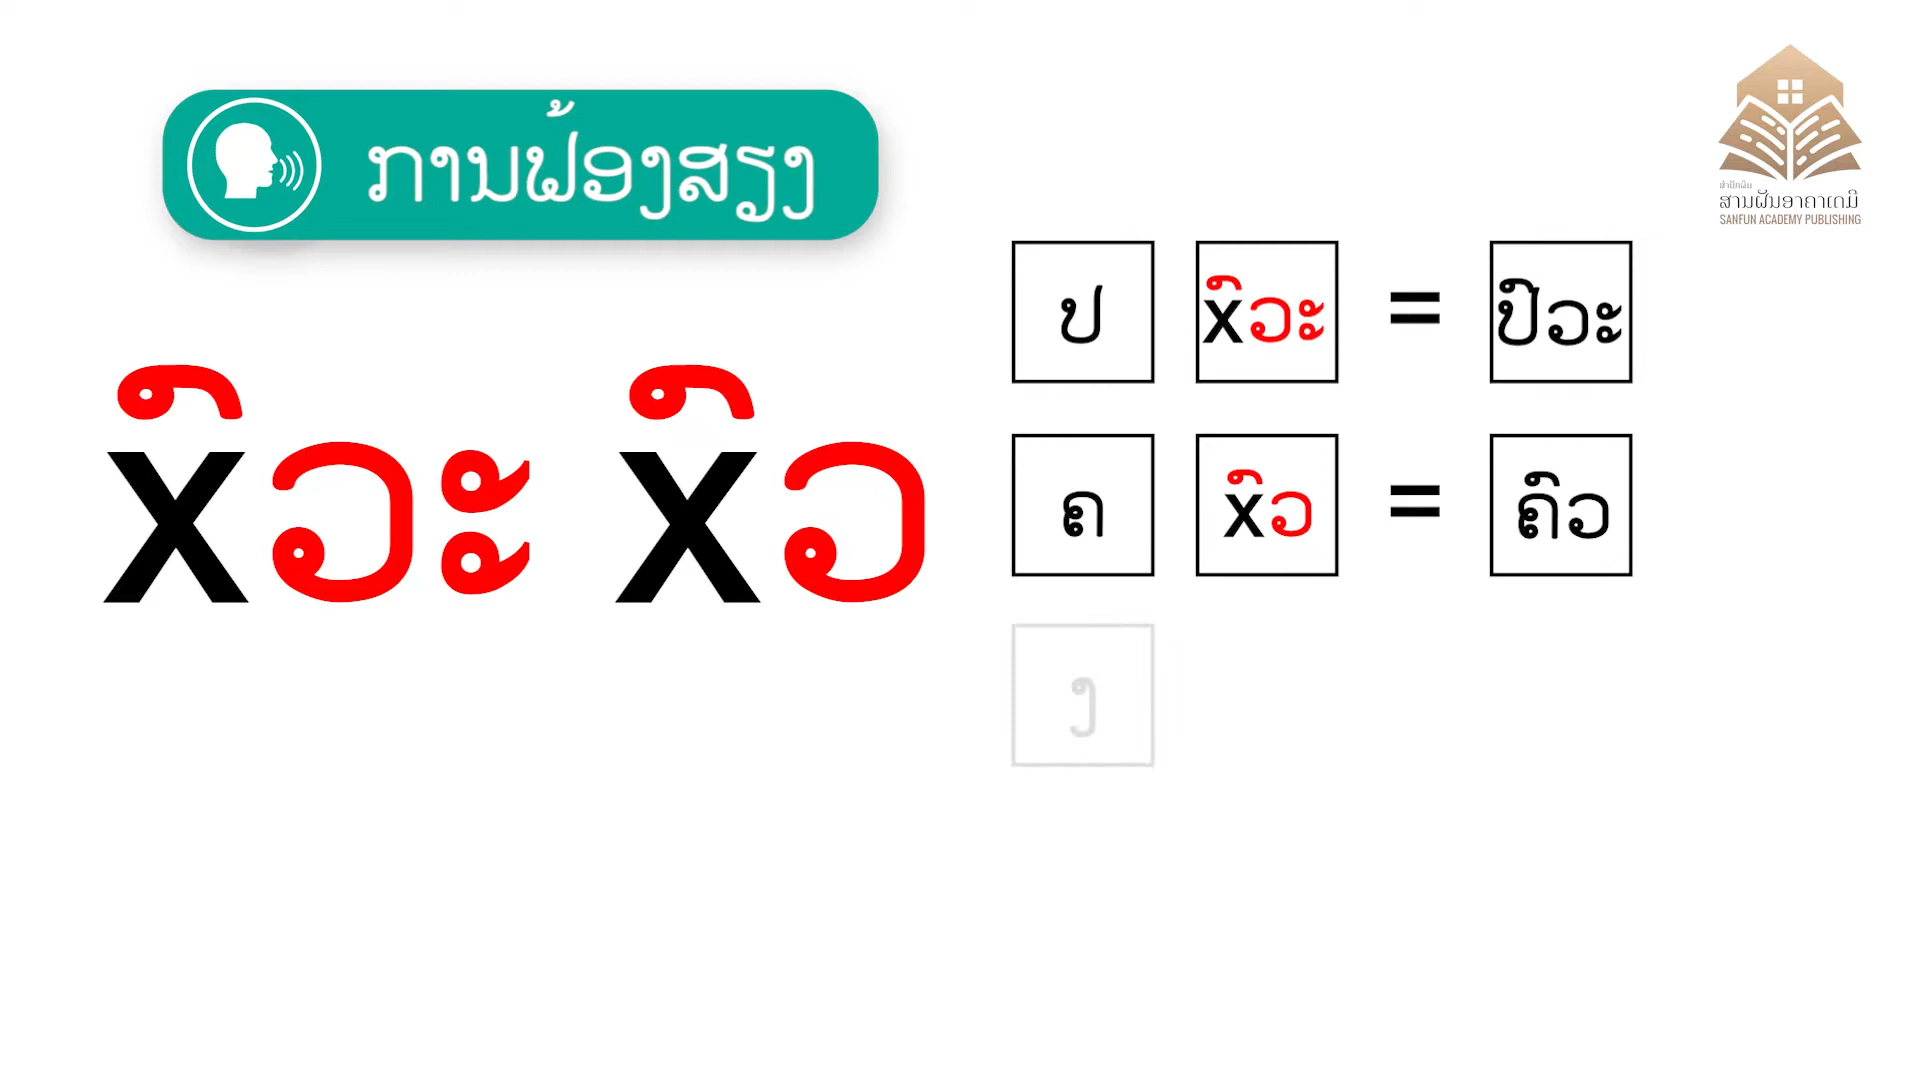 ການຟ້ອງສຽງ
ສຳນັກພິມ
ສານຝັນອາຄາເດມີ
SANFUN ACADEMY PUBLISHING
xົວະ xົວ
ປ xົວະ = ປົວະ
ຄ xົວ = ຄົວ
ງ